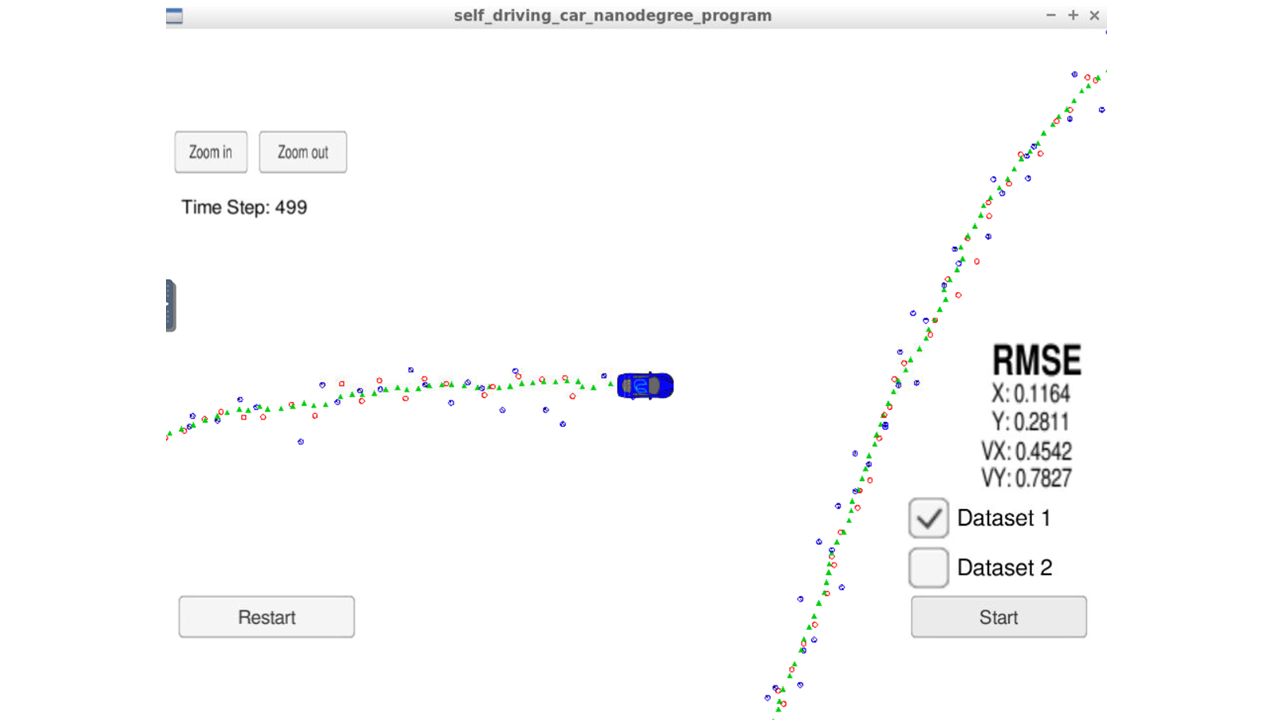 self_driving_car_nanodegree_program
Zoom in
Zoom out
Time Step: 499
RMSE
X: 0.1164
Y: 0.2811
VX: 0.4542
VY: 0.7827
Dataset 1
Dataset 2
Restart
Start